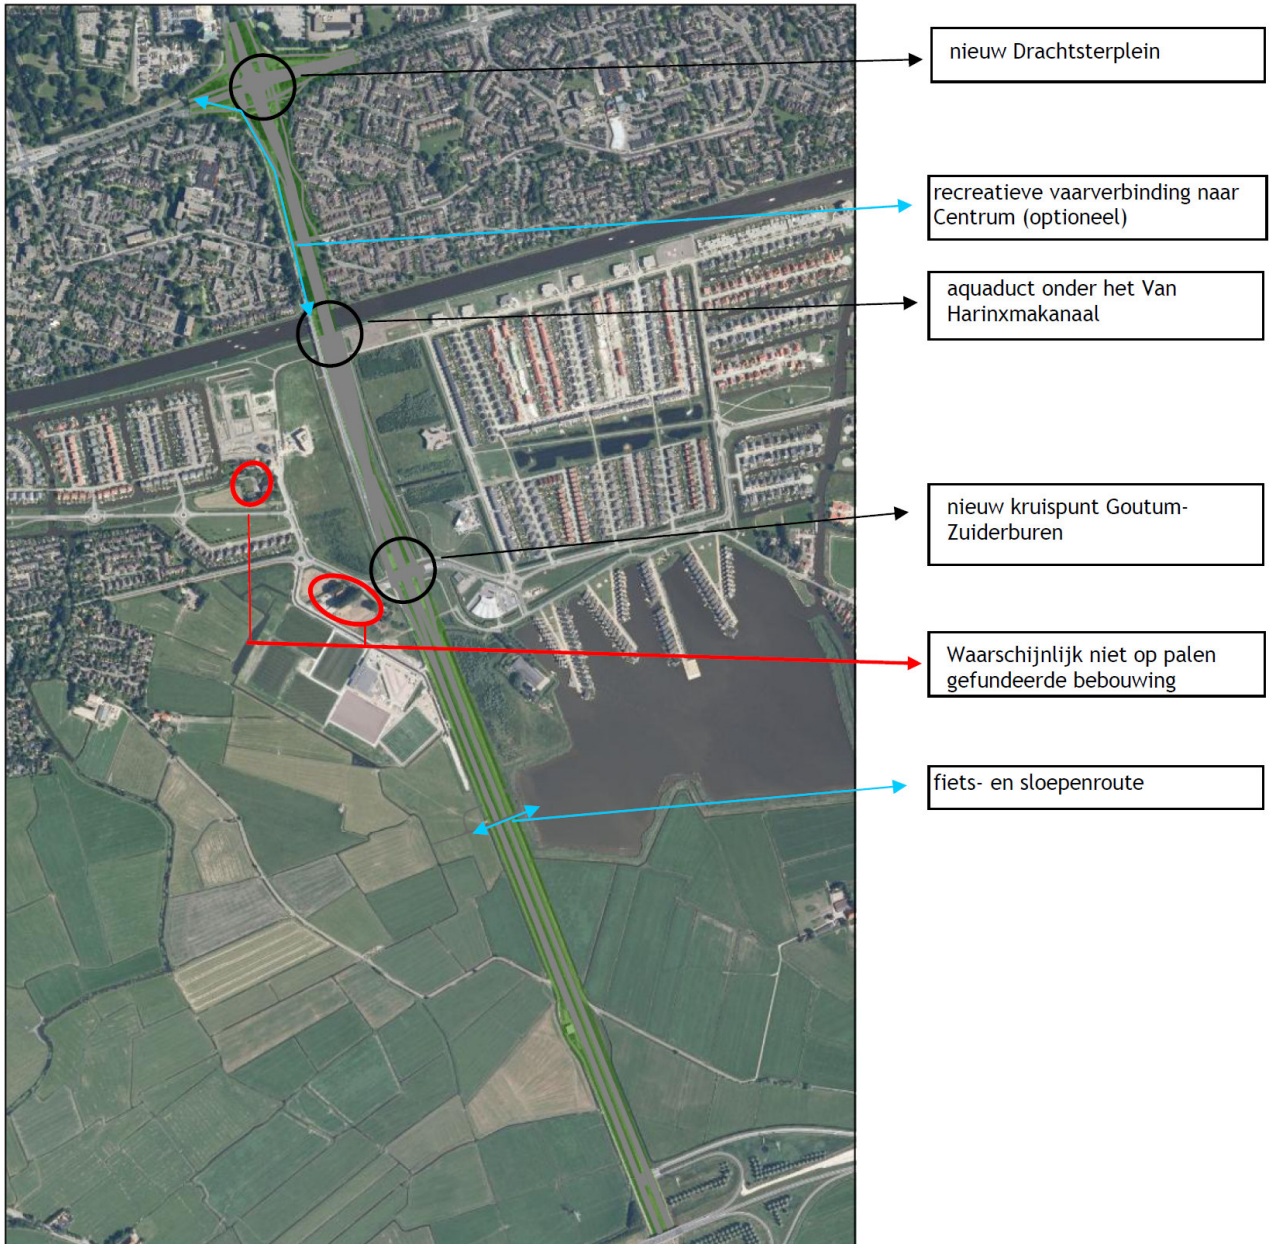 nieuw Drachtsterplein
recreatieve vaarverbinding naar
Centrum (optioneel)
aquaduct onder het Van
Harinxmakanaal
nieuw kruispunt Goutum-
Zuiderburen
Waarschijnlijk niet op palen
gefundeerde bebouwing
fiets- en sloepenroute